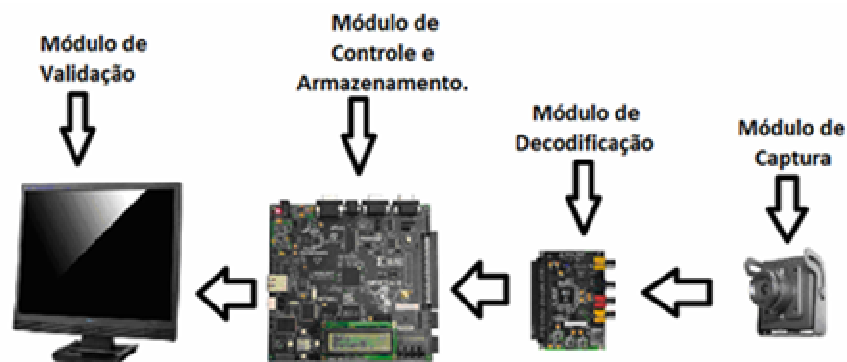 Módulo de
Validação
Módulo de
Controle e
Armazenamento.
Módulo de
Decodificação
Módulo de
Captura